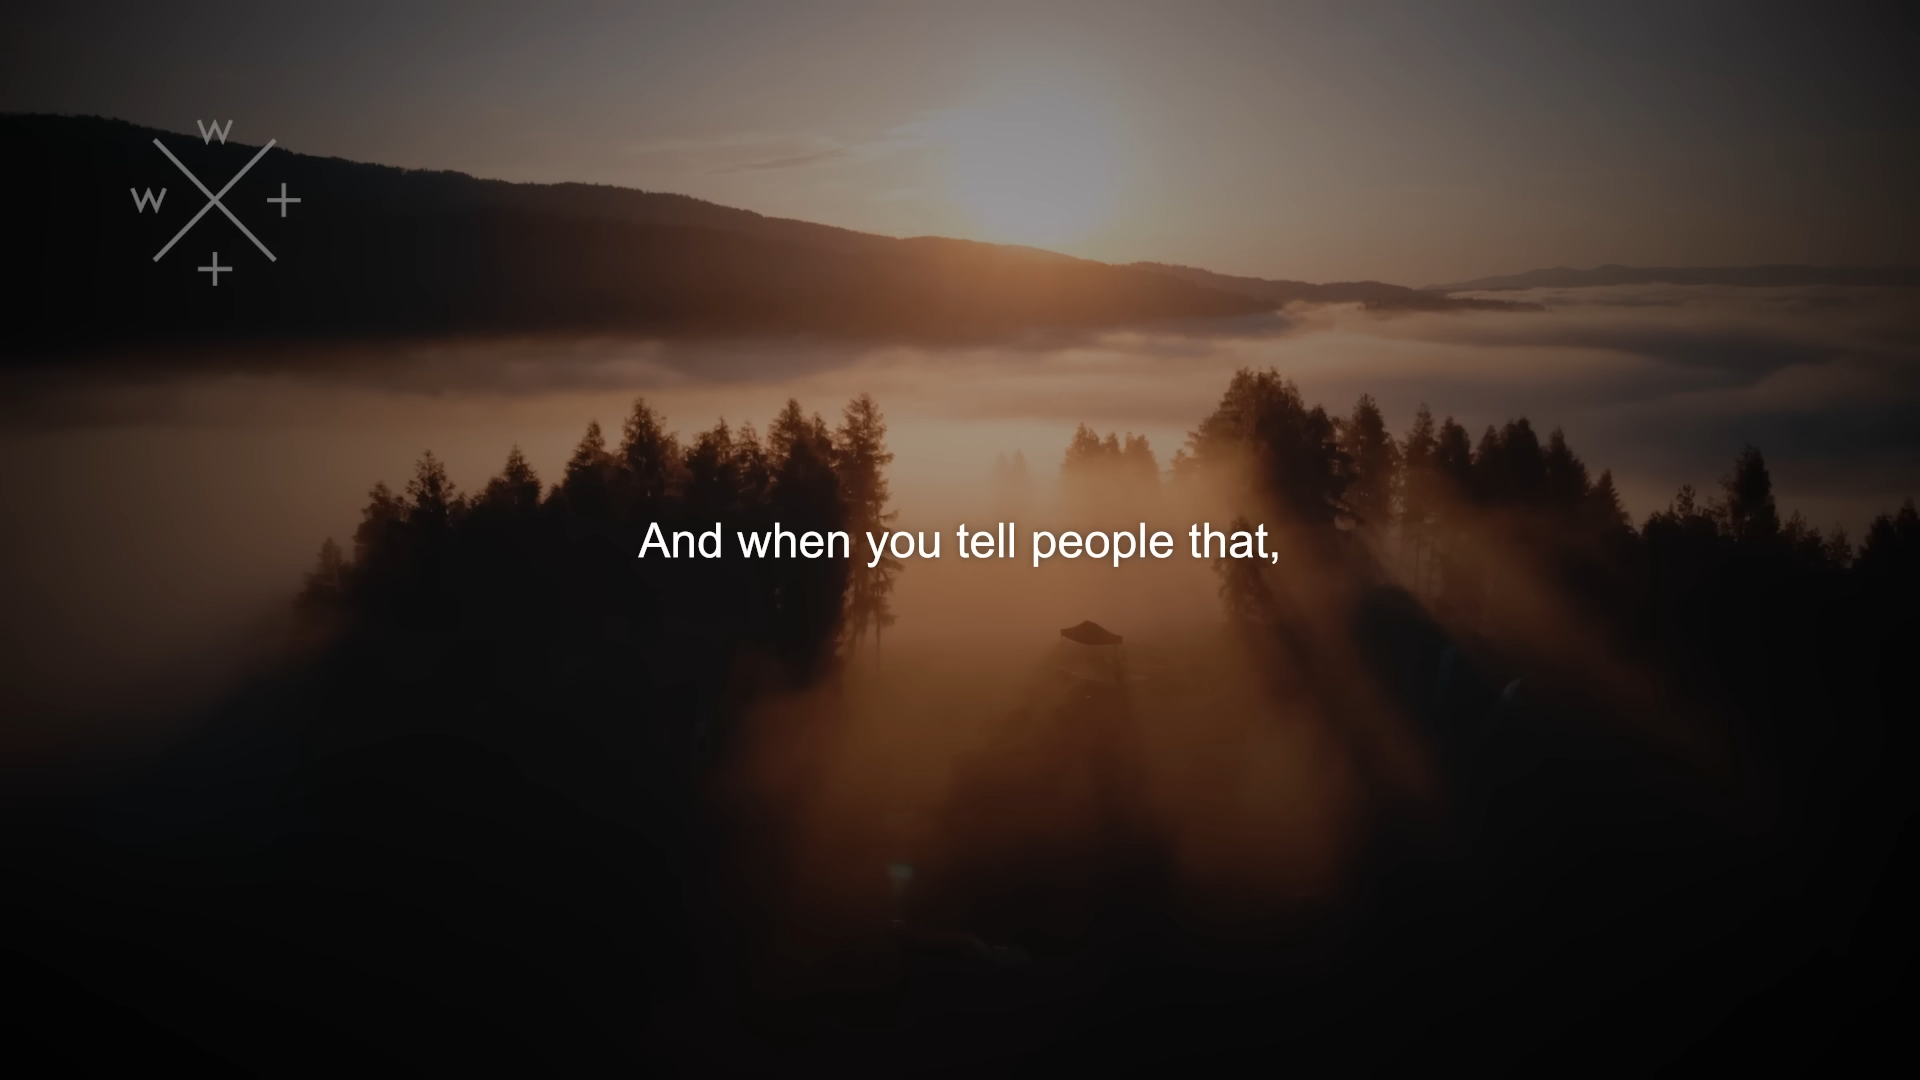 W
W +
+
And when you tell people that,